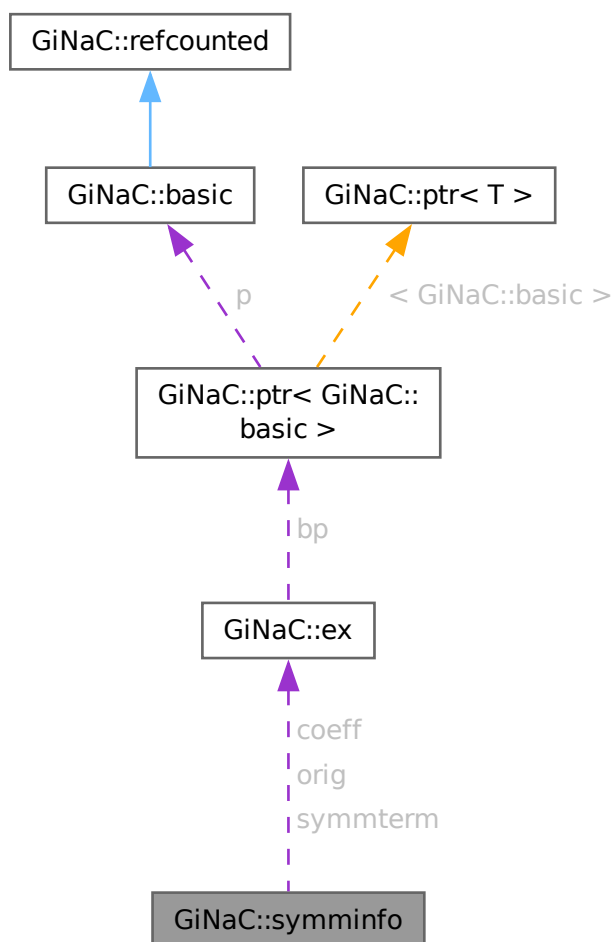 GiNaC::refcounted
GiNaC::basic
GiNaC::ptr< T >
p
< GiNaC::basic >
GiNaC::ptr< GiNaC::
basic >
bp
GiNaC::ex
coeff
orig
symmterm
GiNaC::symminfo